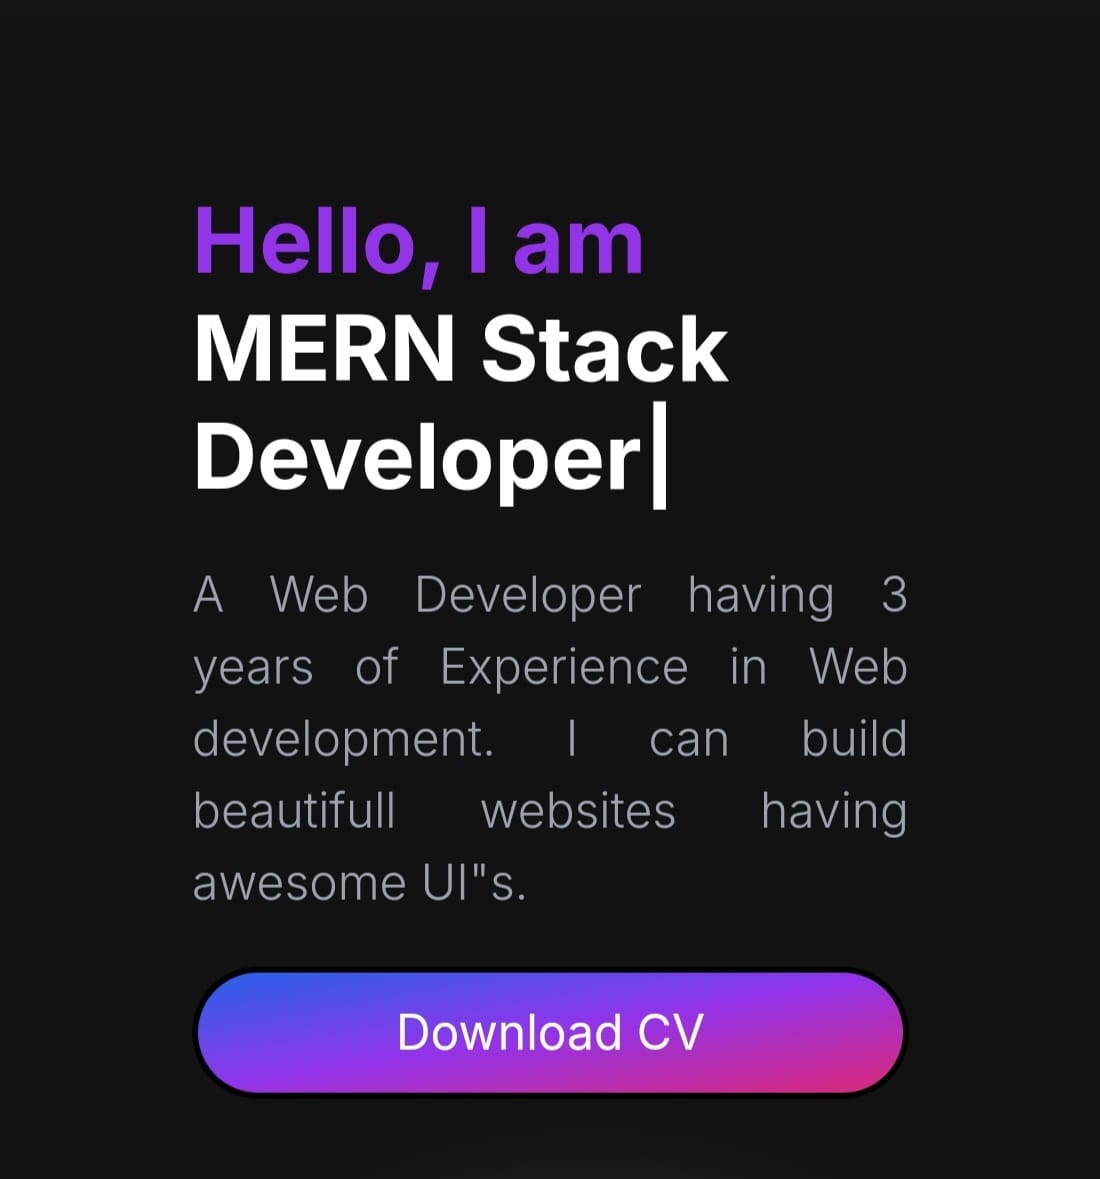 Hello, I am
MERN Stack
Developer|
A Web Developer having 3
years of Experience in Web
development. I can build
beautifull websites having
awesome UI"s.
Download CV